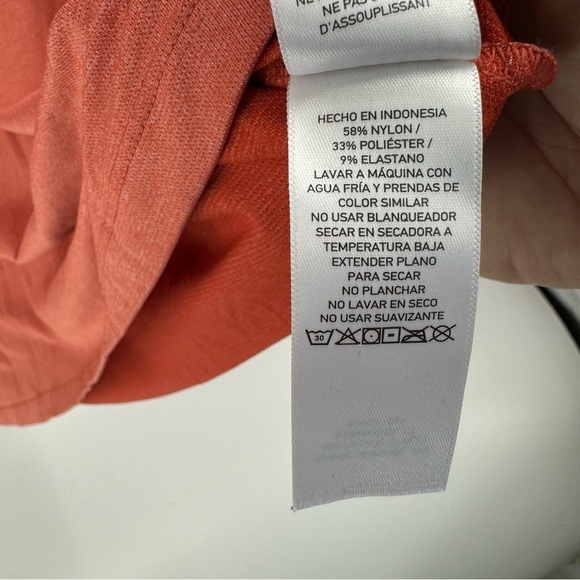 NE PAS
D'ASSOUPLISSANT
HECHO EN INDONESIA
58% NYLON /
33% POLIÉSTER /
9% ELASTANO
LAVAR A MÁQUINA CON
AGUA FRÍA Y PRENDAS DE
COLOR SIMILAR
NO USAR BLANQUEADOR
SECAR EN SECADORA A
TEMPERATURA BAJA
EXTENDER PLANO
PARA SECAR
NO PLANCHAR
NO LAVAR EN SECO
NO USAR SUAVIZANTE
30